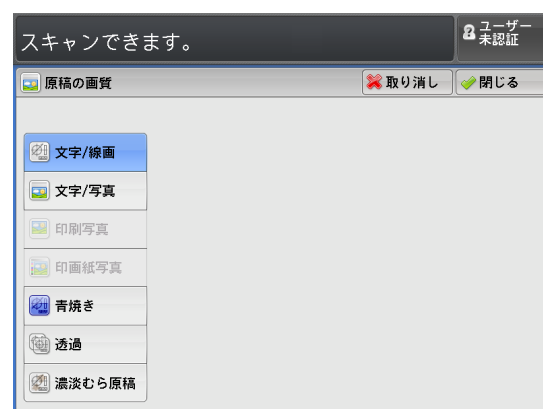 スキャンできます。
ユーザー
未認証
原稿の画質
取り消し
閉じる
文字/線画
文字/写真
印刷写真
印画紙写真
青焼き
透過
濃淡むら原稿